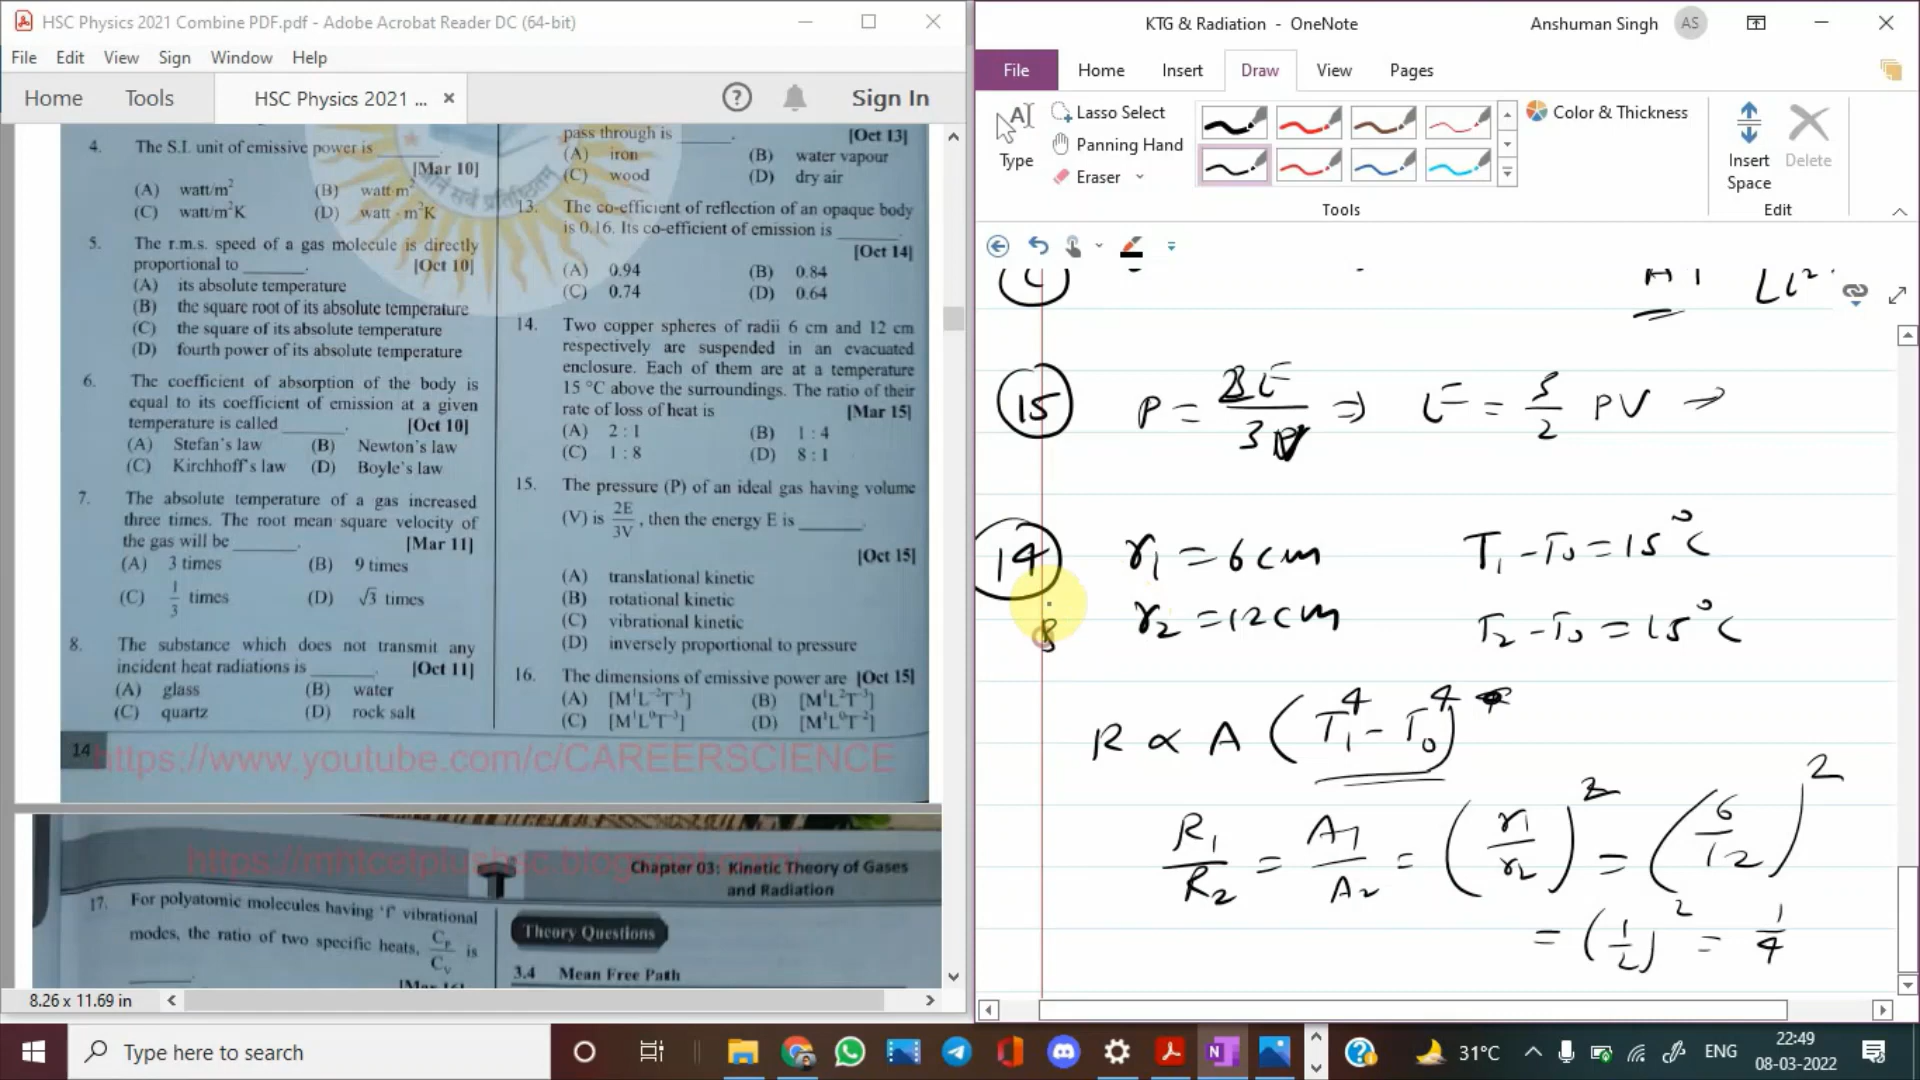 HSC Physics 2021 Combine PDF.pdf - Adobe Acrobat Reader DC (64-bit)
File Edit View Sign Window Help
Home Tools HSC Physics 2021 ... × Sign In
4. The S.I. unit of emissive power is ______.
[Mar 10]
(A) watt/m² (B) watt·m²
(C) watt/m²K (D) watt · m²K
5. The r.m.s. speed of a gas molecule is directly
proportional to ______. [Oct 10]
(A) its absolute temperature
(B) the square root of its absolute temperature
(C) the square of its absolute temperature
(D) fourth power of its absolute temperature
6. The coefficient of absorption of the body is
equal to its coefficient of emission at a given
temperature is called ______. [Oct 10]
(A) Stefan's law (B) Newton's law
(C) Kirchhoff's law (D) Boyle's law
7. The absolute temperature of a gas increased
three times. The root mean square velocity of
the gas will be ______. [Mar 11]
(A) 3 times (B) 9 times
(C) 1/3 times (D) √3 times
8. The substance which does not transmit any
incident heat radiations is ______. [Oct 11]
(A) glass (B) water
(C) quartz (D) rock salt
14
pass through is ______. [Oct 13]
(A) iron (B) water vapour
(C) wood (D) dry air
13. The co-efficient of reflection of an opaque body
is 0.16. Its co-efficient of emission is ______.
[Oct 14]
(A) 0.94 (B) 0.84
(C) 0.74 (D) 0.64
14. Two copper spheres of radii 6 cm and 12 cm
respectively are suspended in an evacuated
enclosure. Each of them are at a temperature
15 °C above the surroundings. The ratio of their
rate of loss of heat is [Mar 15]
(A) 2 : 1 (B) 1 : 4
(C) 1 : 8 (D) 8 : 1
15. The pressure (P) of an ideal gas having volume
(V) is 2E/3V, then the energy E is ______.
[Oct 15]
(A) translational kinetic
(B) rotational kinetic
(C) vibrational kinetic
(D) inversely proportional to pressure
16. The dimensions of emissive power are [Oct 15]
(A) [M¹L⁻²T⁻³] (B) [M¹L²T⁻³]
(C) [M¹L⁰T⁻³] (D) [M¹L⁰T⁻²]
https://www.youtube.com/c/CAREERSCIENCE
https://mhtcetplushsc.blogspot.com/
Chapter 03: Kinetic Theory of Gases
and Radiation
17. For polyatomic molecules having 'f' vibrational
modes, the ratio of two specific heats, Cp/Cv is
______.
Theory Questions
3.4 Mean Free Path
8.26 x 11.69 in
KTG & Radiation - OneNote
Anshuman Singh AS
File Home Insert Draw View Pages
Type
Lasso Select
Panning Hand
Eraser
Color & Thickness
Insert Space
Delete
Tools
Edit
15 P = 2E/3V ⇒ E = 3/2 PV →
14 r₁ = 6 cm T₁ - T₀ = 15°C
8 r₂ = 12 cm T₂ - T₀ = 15°C
R ∝ A (T₁⁴ - T₀⁴)
R₁/R₂ = A₁/A₂ = (r₁/r₂)² = (6/12)²
= (1/2)² = 1/4
Type here to search
31°C
ENG
22:49
08-03-2022